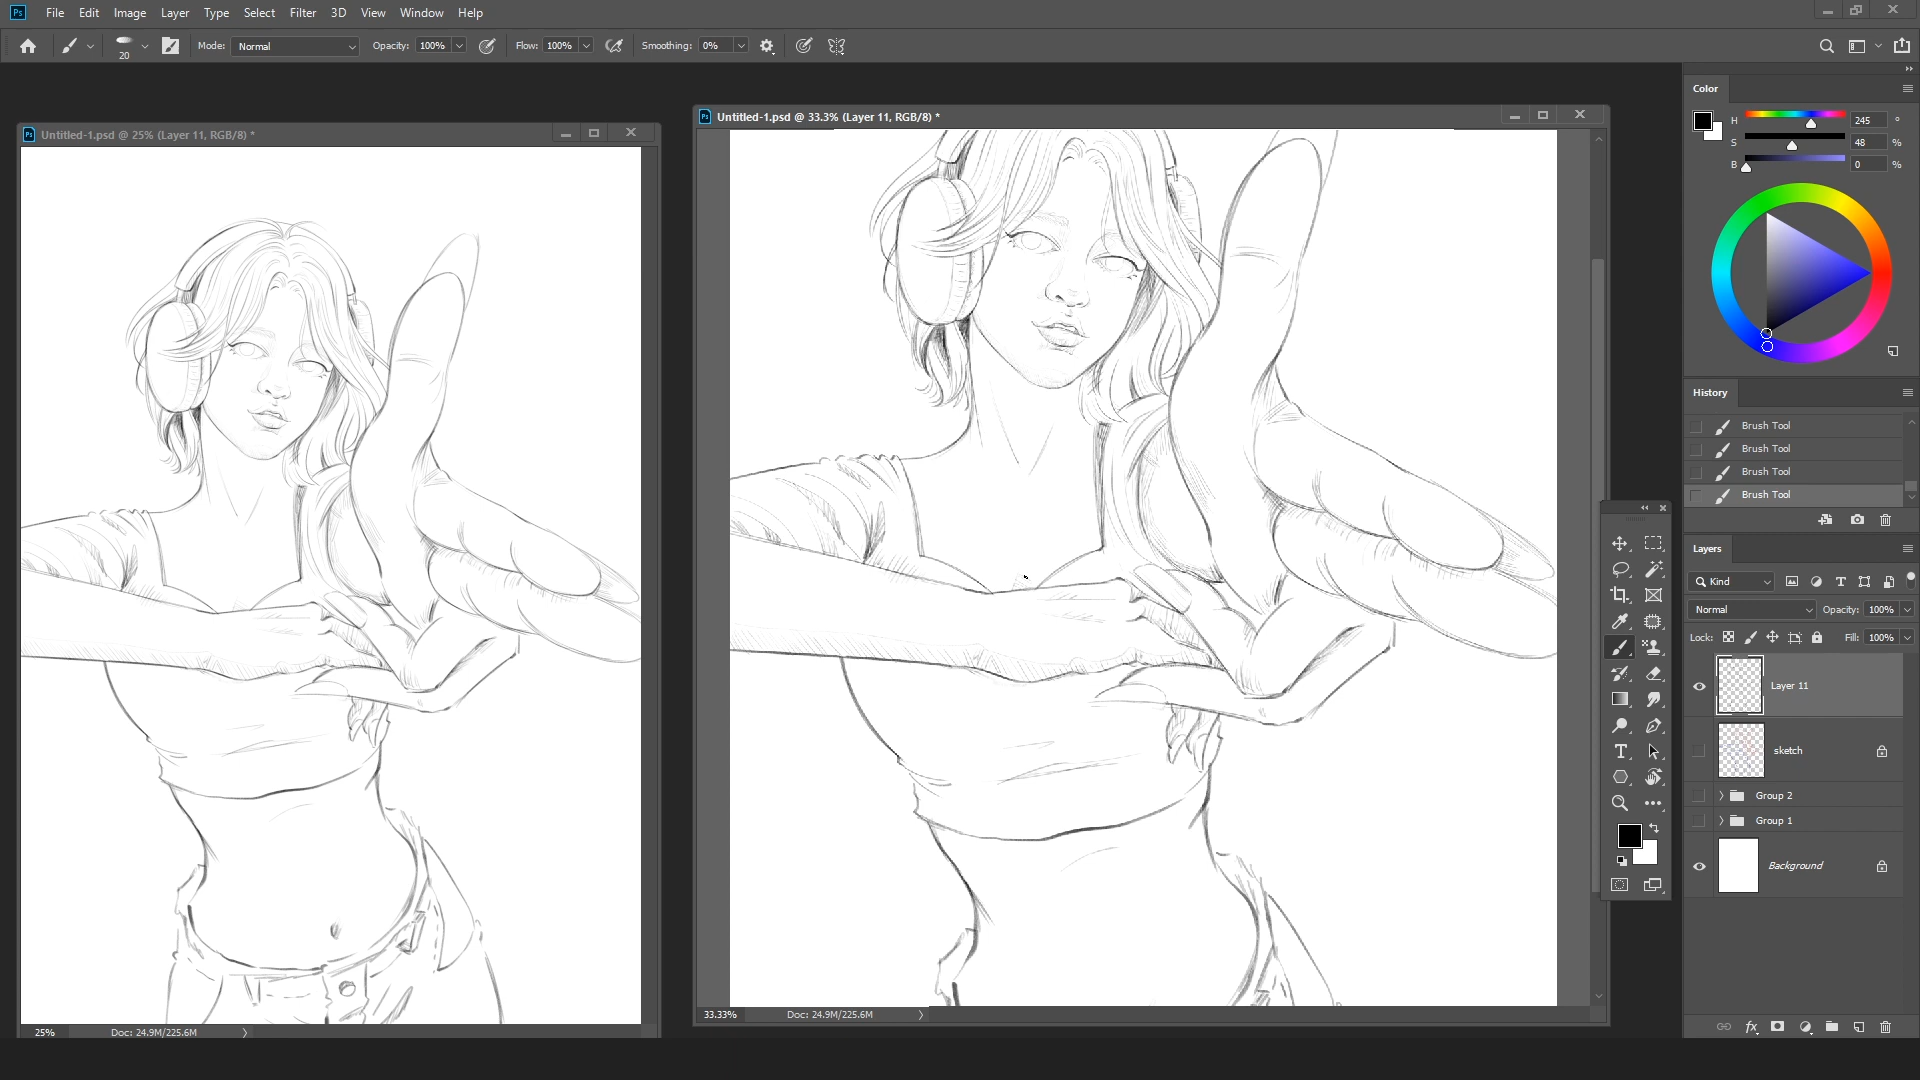 Ps File Edit Image Layer Type Select Filter 3D View Window Help
20 Mode: Normal Opacity: 100% Flow: 100% Smoothing: 0%
Ps Untitled-1.psd @ 25% (Layer 11, RGB/8) *
25% Doc: 24.9M/225.6M
Ps Untitled-1.psd @ 33.3% (Layer 11, RGB/8) *
33.33% Doc: 24.9M/225.6M
Color
H 245 °
S 48 %
B 0 %
History
Brush Tool
Brush Tool
Brush Tool
Brush Tool
Layers
Kind
Normal Opacity: 100%
Lock: Fill: 100%
Layer 11
sketch
Group 2
Group 1
Background